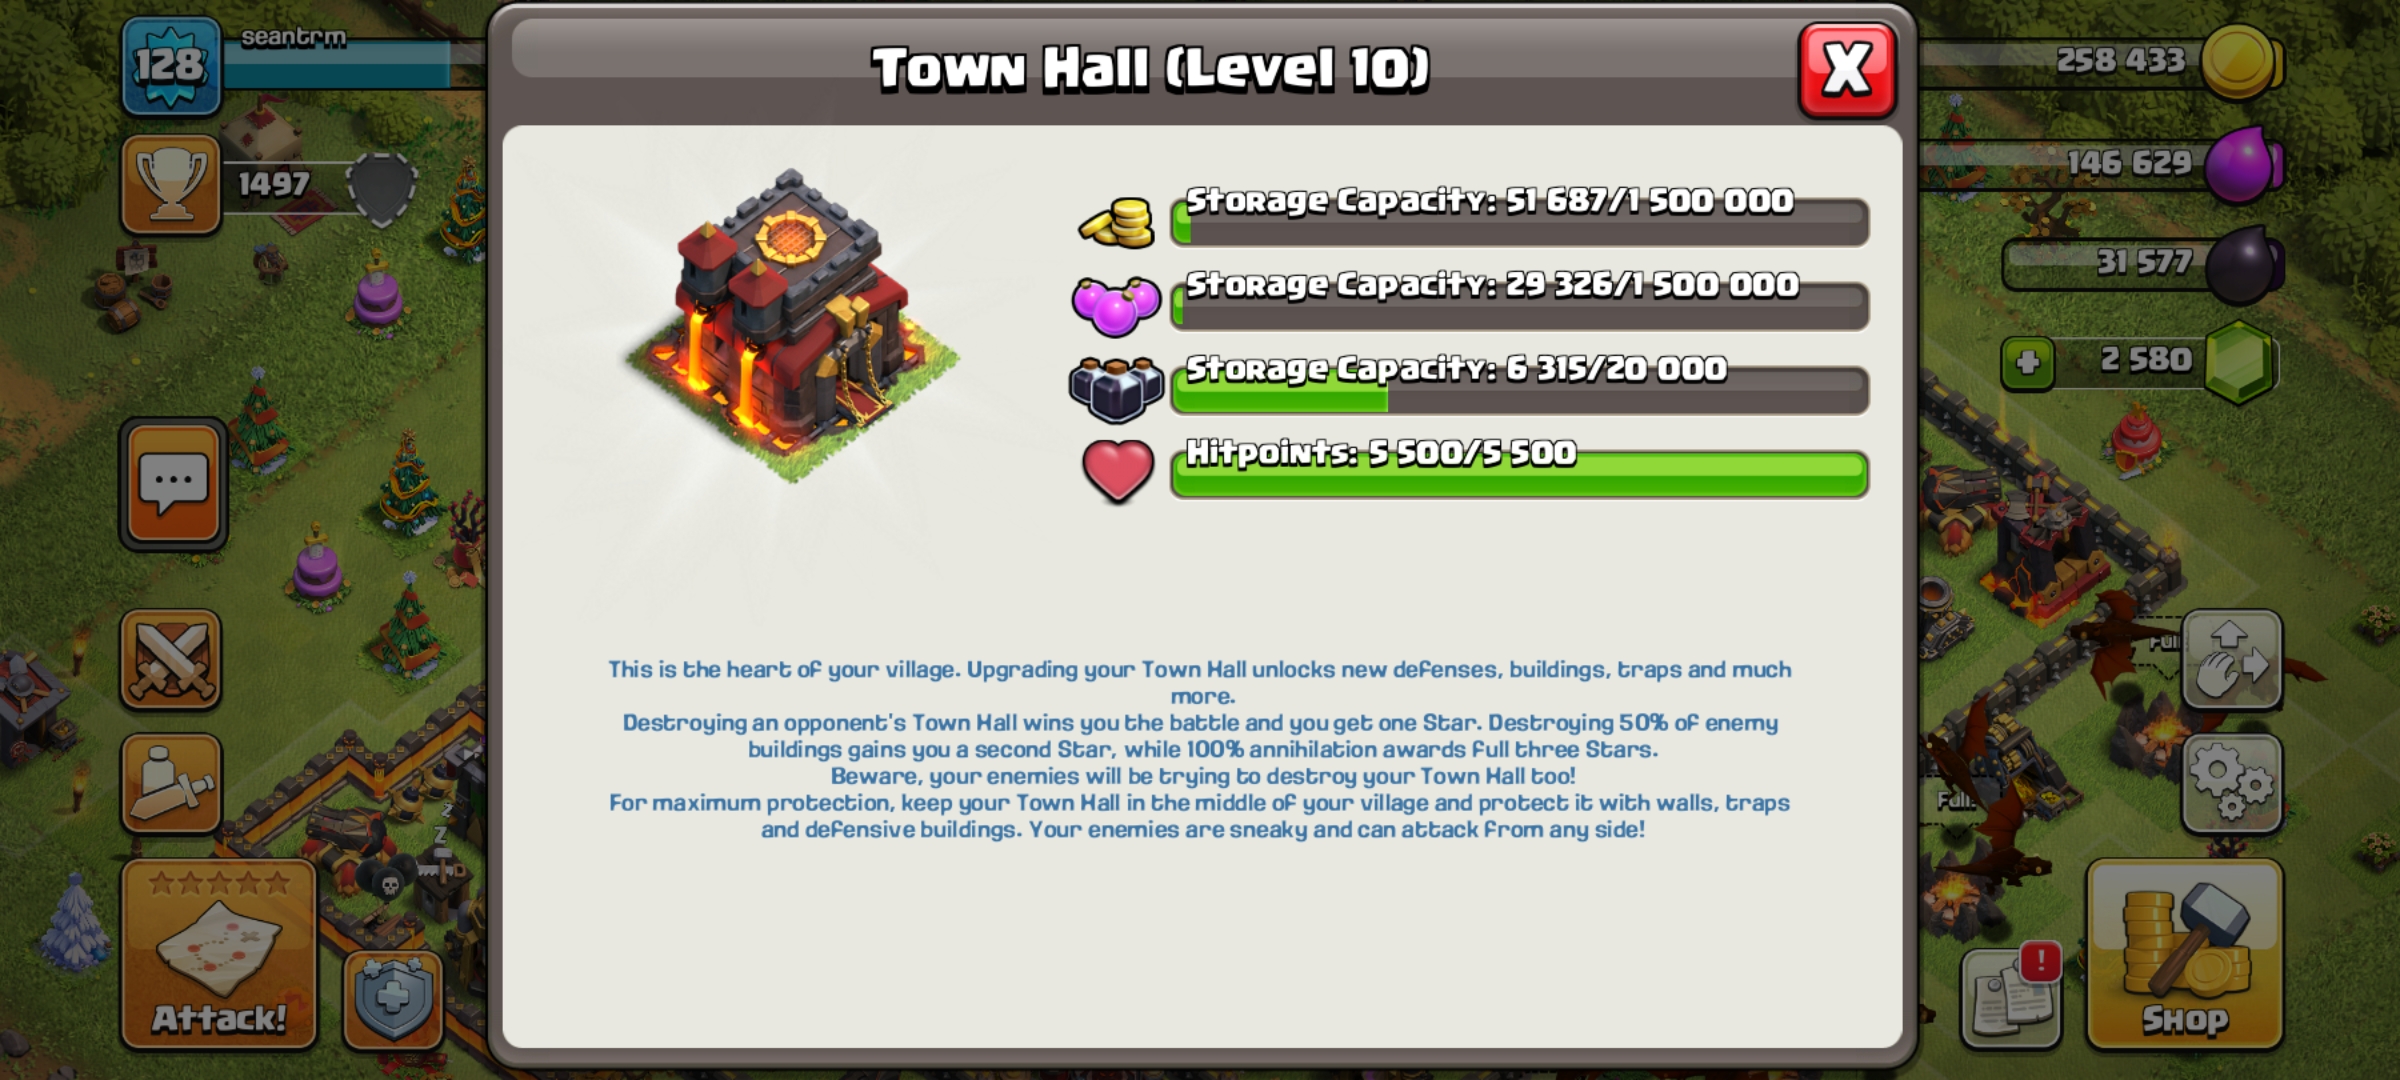 128
seantrm
1497
Town Hall (Level 10)
X
258 433
146 629
31 577
2 580
Storage Capacity: 51 687/1 500 000
Storage Capacity: 29 326/1 500 000
Storage Capacity: 6 315/20 000
Hitpoints: 5 500/5 500
This is the heart of your village. Upgrading your Town Hall unlocks new defenses, buildings, traps and much
more.
Destroying an opponent's Town Hall wins you the battle and you get one Star. Destroying 50% of enemy
buildings gains you a second Star, while 100% annihilation awards full three Stars.
Beware, your enemies will be trying to destroy your Town Hall too!
For maximum protection, keep your Town Hall in the middle of your village and protect it with walls, traps
and defensive buildings. Your enemies are sneaky and can attack from any side!
Z
Z
Attack!
!
Shop